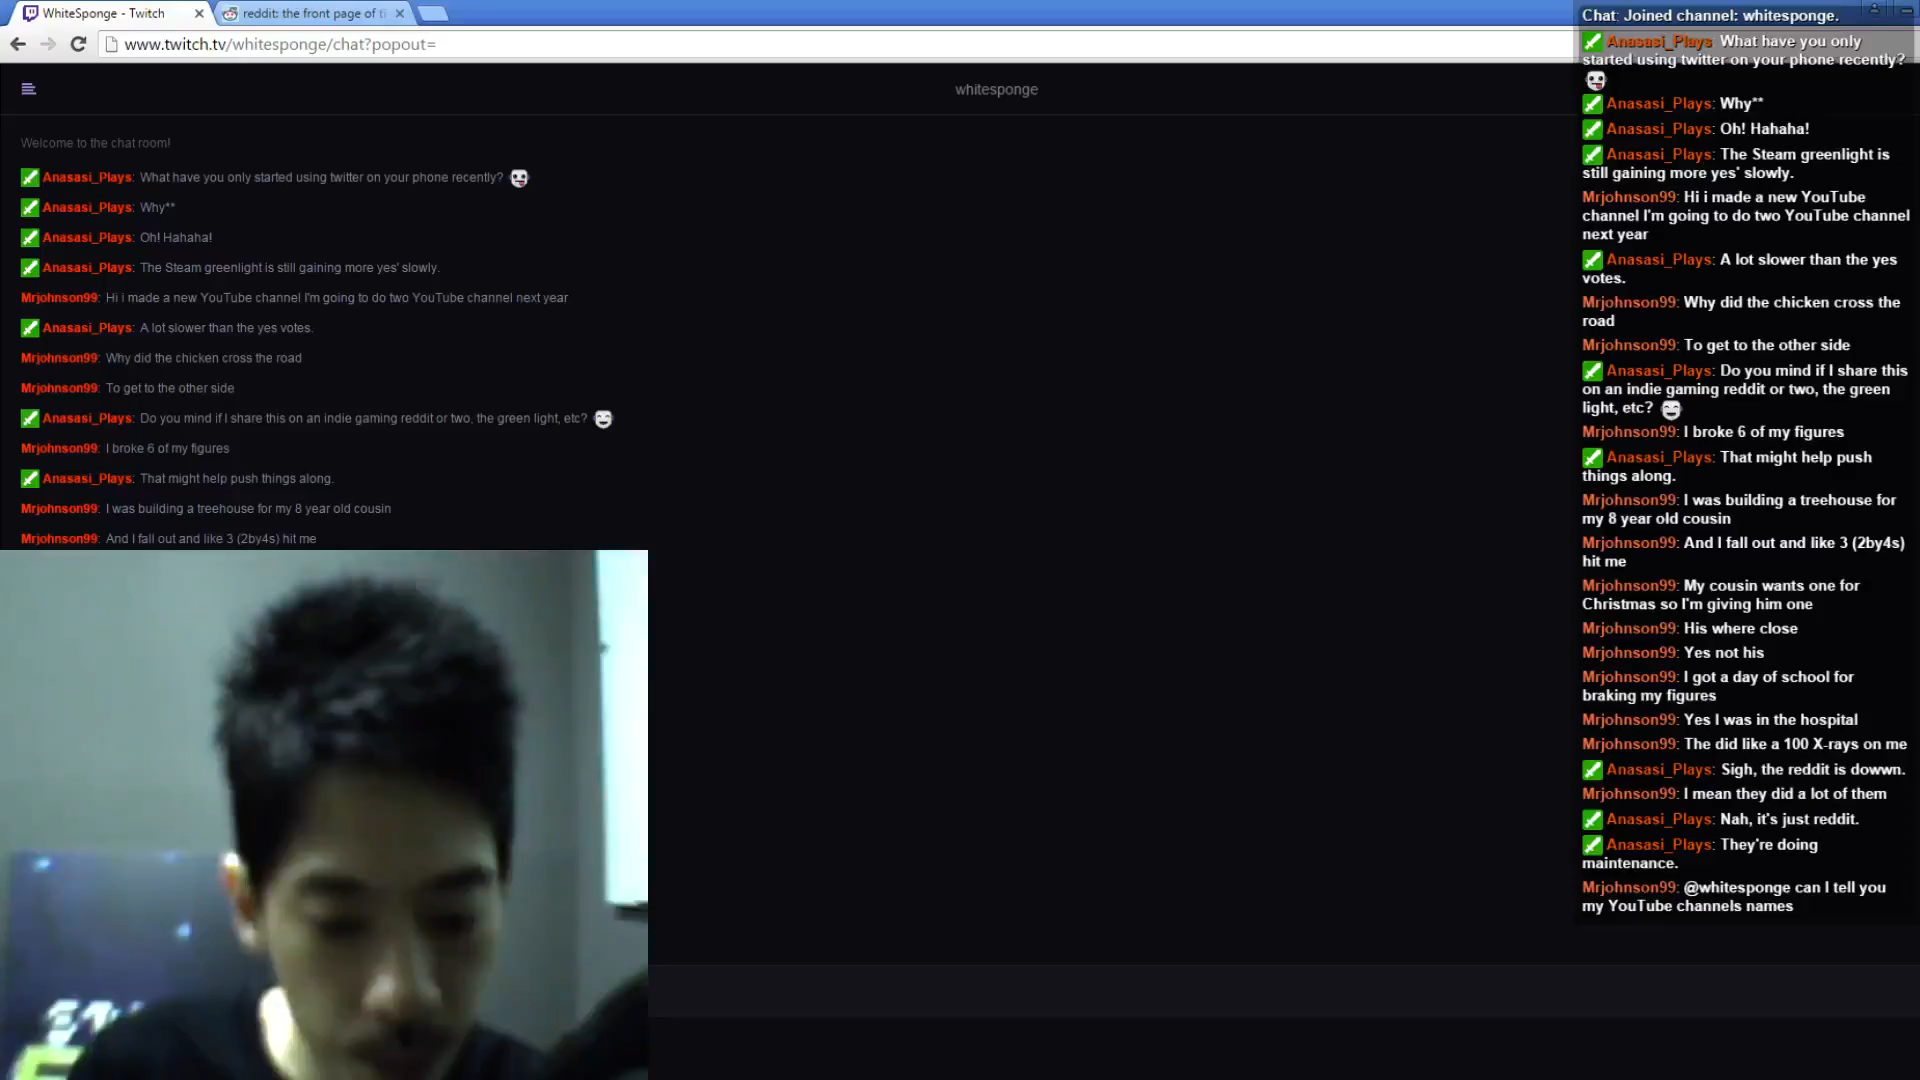 WhiteSponge - Twitch
reddit: the front page of t
www.twitch.tv/whitesponge/chat?popout=
whitesponge
Welcome to the chat room!
Anasasi_Plays: What have you only started using twitter on your phone recently?
Anasasi_Plays: Why**
Anasasi_Plays: Oh! Hahaha!
Anasasi_Plays: The Steam greenlight is still gaining more yes' slowly.
Mrjohnson99: Hi i made a new YouTube channel I'm going to do two YouTube channel next year
Anasasi_Plays: A lot slower than the yes votes.
Mrjohnson99: Why did the chicken cross the road
Mrjohnson99: To get to the other side
Anasasi_Plays: Do you mind if I share this on an indie gaming reddit or two, the green light, etc?
Mrjohnson99: I broke 6 of my figures
Anasasi_Plays: That might help push things along.
Mrjohnson99: I was building a treehouse for my 8 year old cousin
Mrjohnson99: And I fall out and like 3 (2by4s) hit me
Chat: Joined channel: whitesponge.
Anasasi_Plays: What have you only
started using twitter on your phone recently?
Anasasi_Plays: Why**
Anasasi_Plays: Oh! Hahaha!
Anasasi_Plays: The Steam greenlight is
still gaining more yes' slowly.
Mrjohnson99: Hi i made a new YouTube
channel I'm going to do two YouTube channel
next year
Anasasi_Plays: A lot slower than the yes
votes.
Mrjohnson99: Why did the chicken cross the
road
Mrjohnson99: To get to the other side
Anasasi_Plays: Do you mind if I share this
on an indie gaming reddit or two, the green
light, etc?
Mrjohnson99: I broke 6 of my figures
Anasasi_Plays: That might help push
things along.
Mrjohnson99: I was building a treehouse for
my 8 year old cousin
Mrjohnson99: And I fall out and like 3 (2by4s)
hit me
Mrjohnson99: My cousin wants one for
Christmas so I'm giving him one
Mrjohnson99: His where close
Mrjohnson99: Yes not his
Mrjohnson99: I got a day of school for
braking my figures
Mrjohnson99: Yes I was in the hospital
Mrjohnson99: The did like a 100 X-rays on me
Anasasi_Plays: Sigh, the reddit is dowwn.
Mrjohnson99: I mean they did a lot of them
Anasasi_Plays: Nah, it's just reddit.
Anasasi_Plays: They're doing
maintenance.
Mrjohnson99: @whitesponge can I tell you
my YouTube channels names